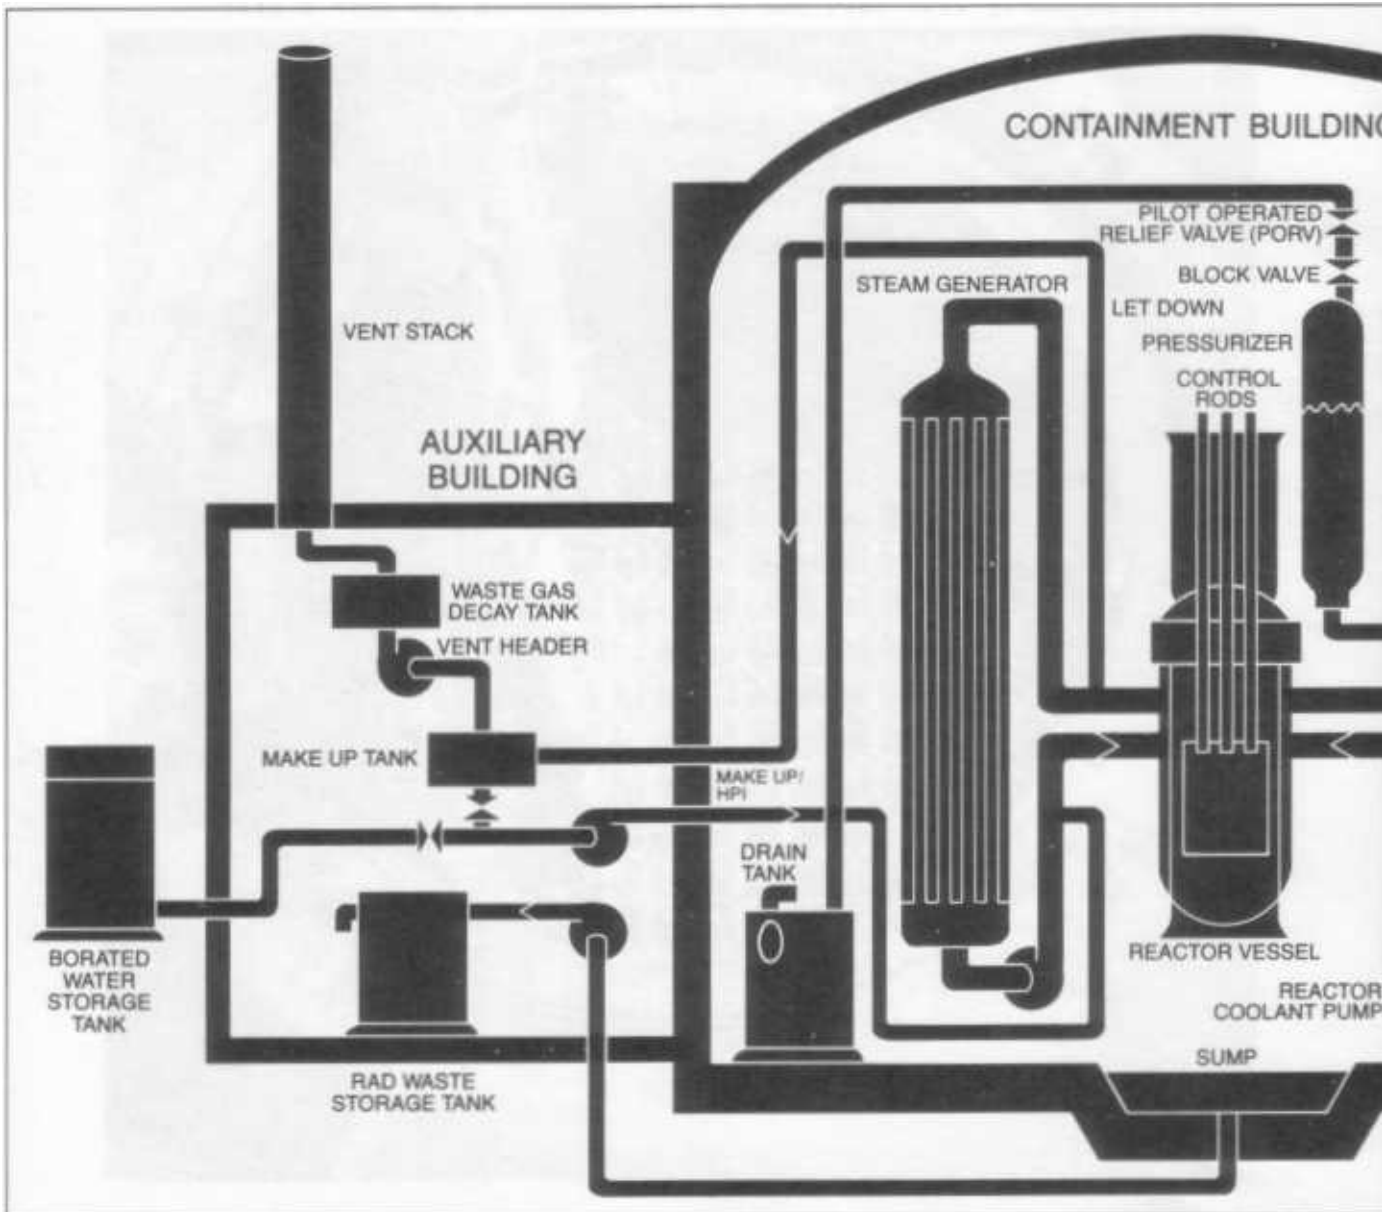 CONTAINMENT BUILDING
PILOT OPERATED
RELIEF VALVE (PORV)
BLOCK VALVE
STEAM GENERATOR
LET DOWN
PRESSURIZER
CONTROL
RODS
VENT STACK
AUXILIARY
BUILDING
WASTE GAS
DECAY TANK
VENT HEADER
MAKE UP TANK
MAKE UP/
HPI
DRAIN
TANK
BORATED
WATER
STORAGE
TANK
REACTOR VESSEL
REACTOR
COOLANT PUMP
SUMP
RAD WASTE
STORAGE TANK